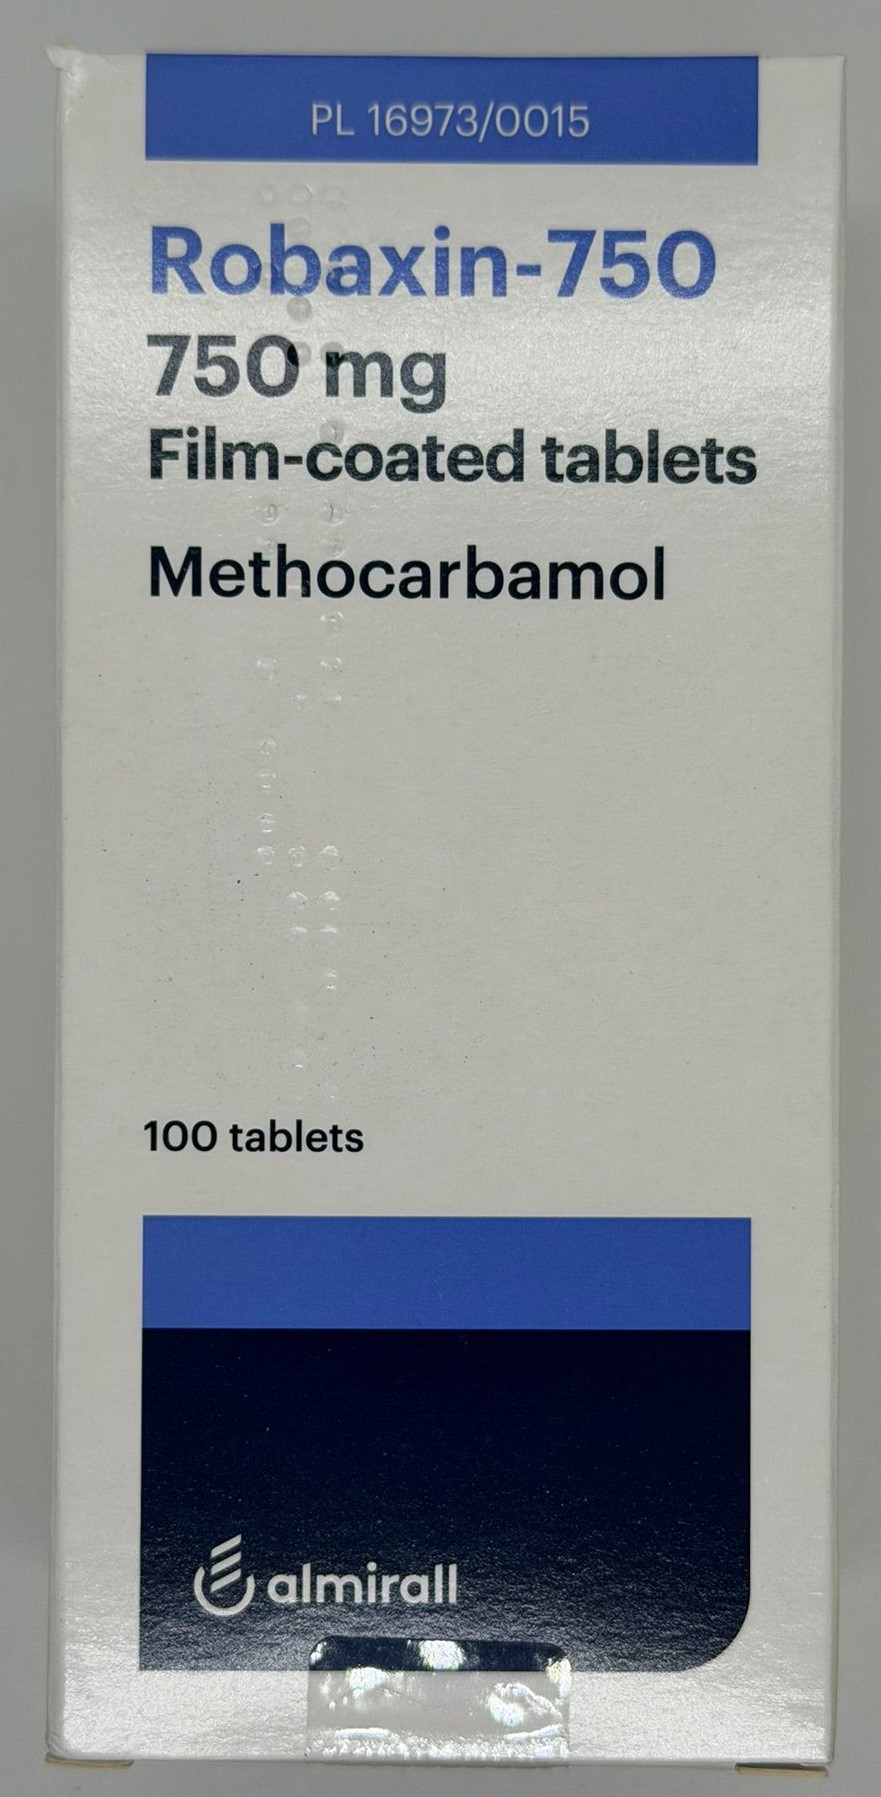 PL 16973/0015
Robaxin-750
750 mg
Film-coated tablets
Methocarbamol
100 tablets
almirall